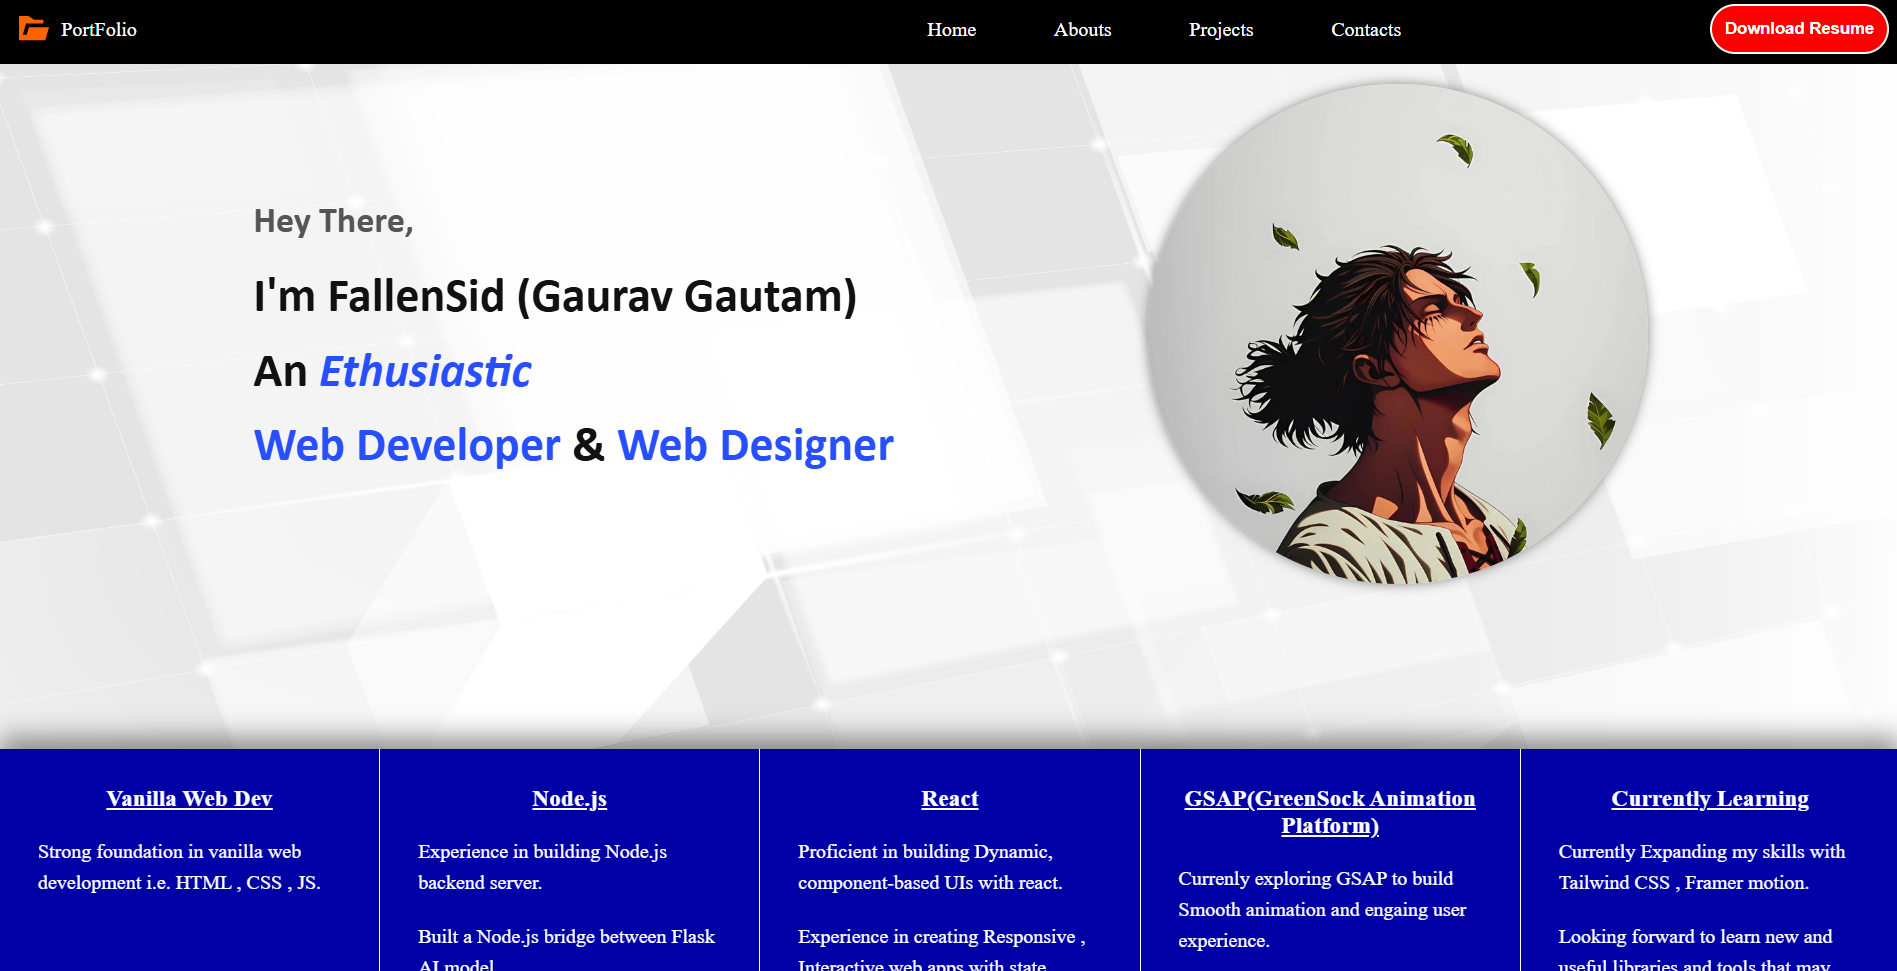 PortFolio
Home
Abouts
Projects
Contacts
Download Resume
Hey There,
I'm FallenSid (Gaurav Gautam)
An Ethusiastic
Web Developer & Web Designer
Vanilla Web Dev
Strong foundation in vanilla web
development i.e. HTML , CSS , JS.
Node.js
Experience in building Node.js
backend server.
Built a Node.js bridge between Flask
AI model
React
Proficient in building Dynamic,
component-based UIs with react.
Experience in creating Responsive ,
Interactive web apps with state
GSAP(GreenSock Animation
Platform)
Currenly exploring GSAP to build
Smooth animation and engaing user
experience.
Currently Learning
Currently Expanding my skills with
Tailwind CSS , Framer motion.
Looking forward to learn new and
useful libraries and tools that may